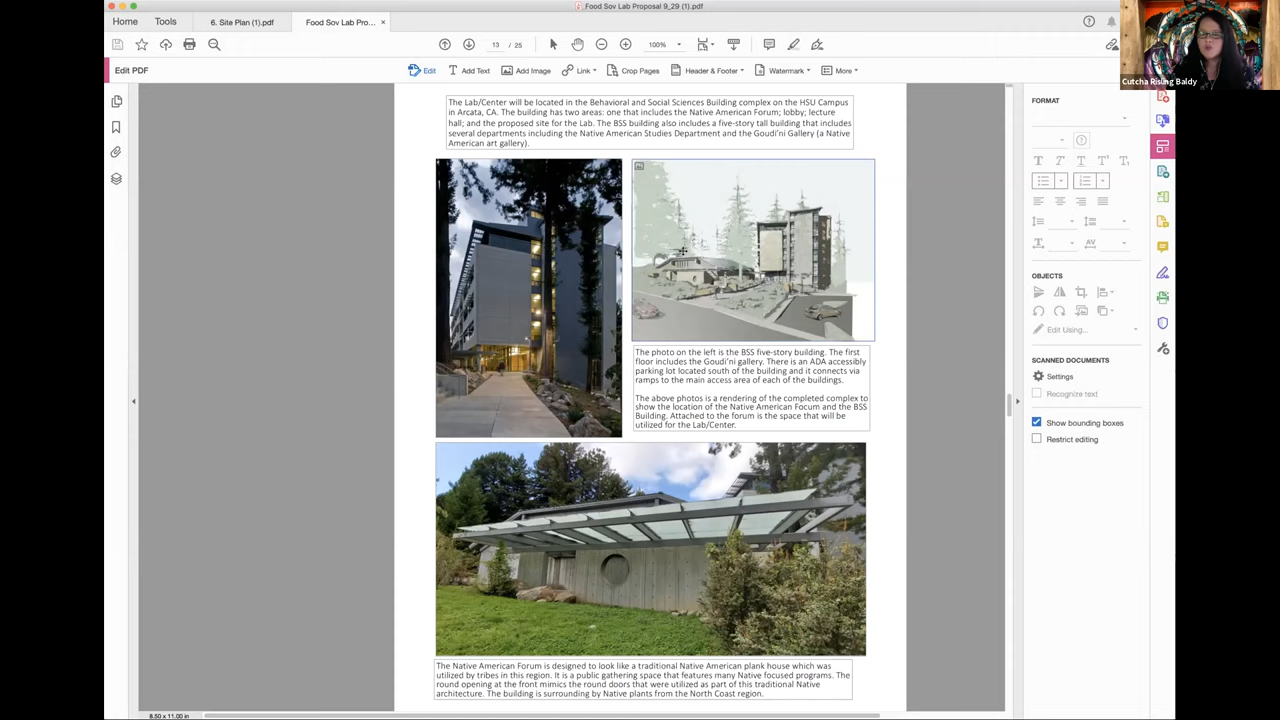 Food Sov Lab Proposal 9_29 (1).pdf
Home Tools 6. Site Plan (1).pdf Food Sov Lab Pro... ×
13 / 25 100%
Edit PDF Edit Add Text Add Image Link Crop Pages Header & Footer Watermark More
Cutcha Risling Baldy
The Lab/Center will be located in the Behavioral and Social Sciences Building complex on the HSU Campus
in Arcata, CA. The building has two areas: one that includes the Native American Forum; lobby; lecture
hall; and the proposed site for the Lab. The BSS building also includes a five-story tall building that includes
several departments including the Native American Studies Department and the Goudi'ni Gallery (a Native
American art gallery).
The photo on the left is the BSS five-story building. The first
floor includes the Goudi'ni gallery. There is an ADA accessibly
parking lot located south of the building and it connects via
ramps to the main access area of each of the buildings.
The above photos is a rendering of the completed complex to
show the location of the Native American Focum and the BSS
Building. Attached to the forum is the space that will be
utilized for the Lab/Center.
The Native American Forum is designed to look like a traditional Native American plank house which was
utilized by tribes in this region. It is a public gathering space that features many Native focused programs. The
round opening at the front mimics the round doors that were utilized as part of this traditional Native
architecture. The building is surrounding by Native plants from the North Coast region.
8.50 x 11.00 in
FORMAT
OBJECTS
Edit Using...
SCANNED DOCUMENTS
Settings
Recognize text
Show bounding boxes
Restrict editing